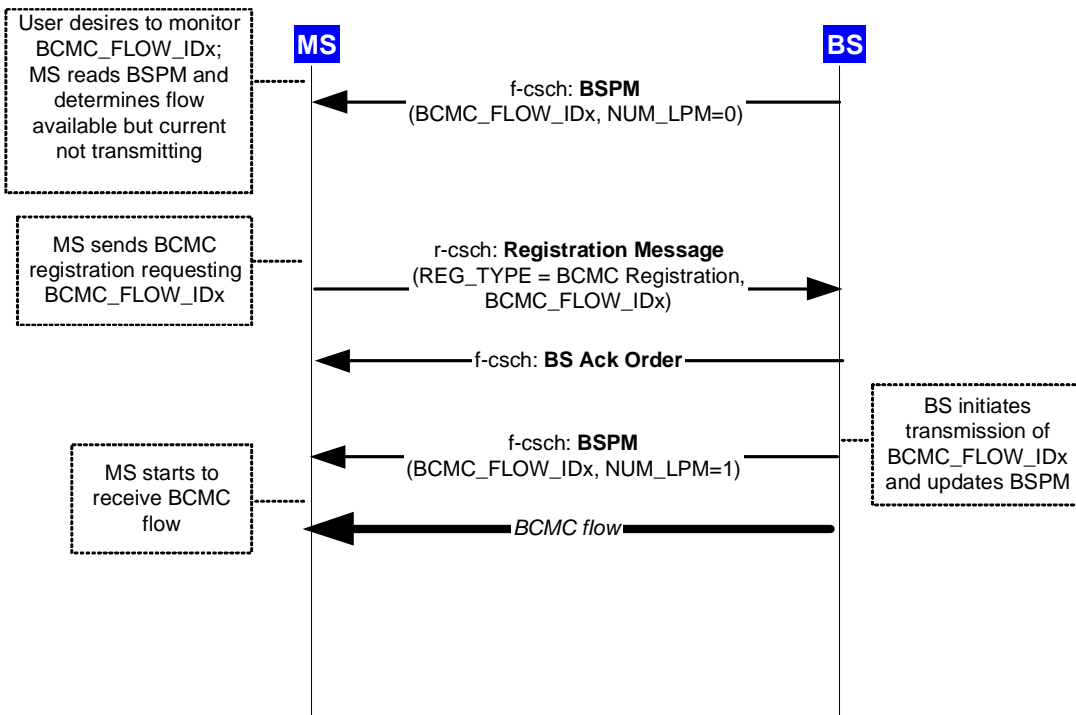 User desires to monitor
BCMC_FLOW_IDx;
MS reads BSPM and
determines flow
available but current
not transmitting
MS
BS
f-csch: BSPM
(BCMC_FLOW_IDx, NUM_LPM=0)
MS sends BCMC
registration requesting
BCMC_FLOW_IDx
r-csch: Registration Message
(REG_TYPE = BCMC Registration,
BCMC_FLOW_IDx)
f-csch: BS Ack Order
BS initiates
transmission of
BCMC_FLOW_IDx
and updates BSPM
f-csch: BSPM
(BCMC_FLOW_IDx, NUM_LPM=1)
MS starts to
receive BCMC
flow
BCMC flow